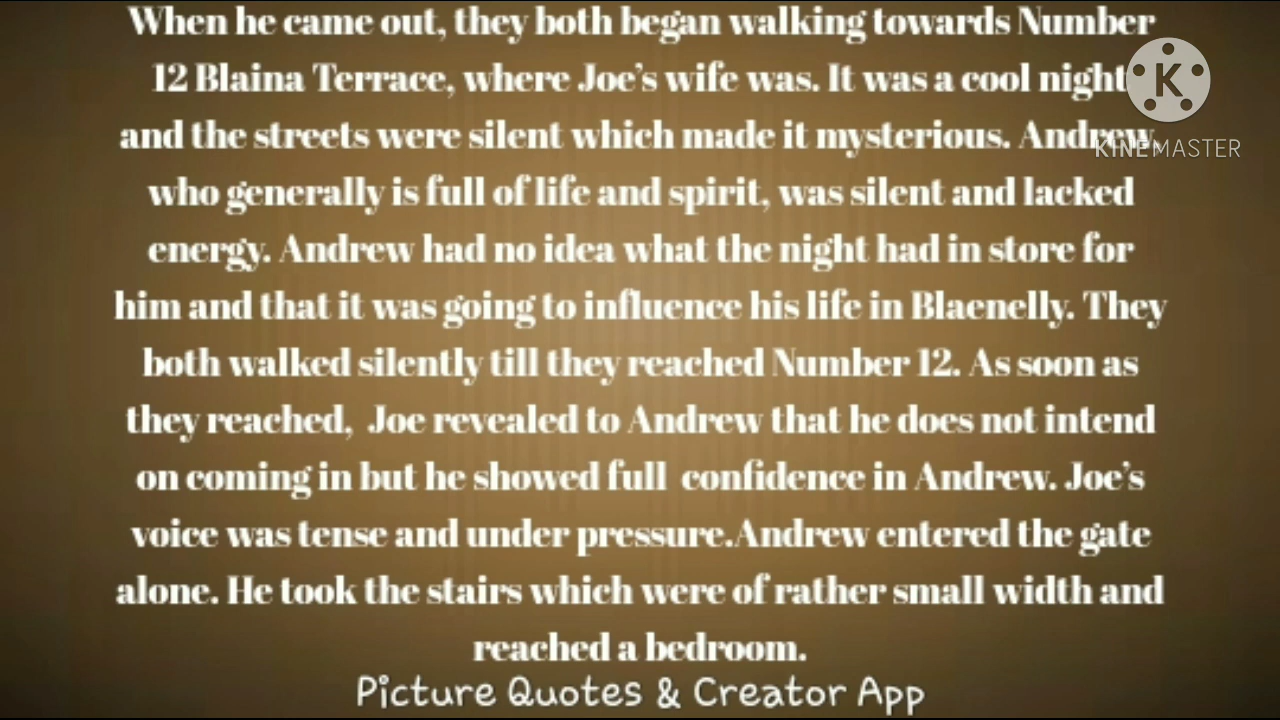 When he came out, they both began walking towards Number
12 Blaina Terrace, where Joe's wife was. It was a cool night
and the streets were silent which made it mysterious. Andrew,
who generally is full of life and spirit, was silent and lacked
energy. Andrew had no idea what the night had in store for
him and that it was going to influence his life in Blaenelly. They
both walked silently till they reached Number 12. As soon as
they reached,  Joe revealed to Andrew that he does not intend
on coming in but he showed full  confidence in Andrew. Joe's
voice was tense and under pressure.Andrew entered the gate
alone. He took the stairs which were of rather small width and
reached a bedroom.
Picture Quotes & Creator App
K
KINEMASTER